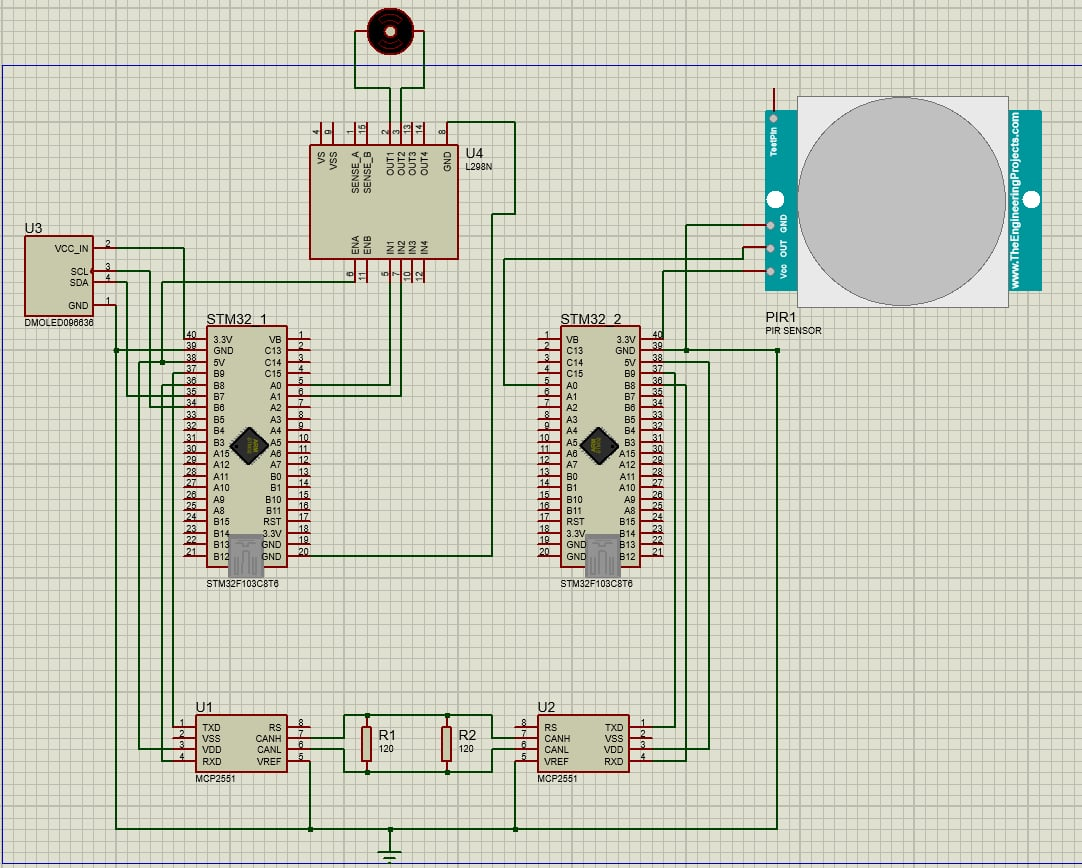 4
9
1
15
2
3
13
14
8
VS
VSS
SENSE_A
SENSE_B
OUT1
OUT2
OUT3
OUT4
GND
U4
L298N
ENA
ENB
IN1
IN2
IN3
IN4
6
11
5
7
10
12
U3
VCC_IN 2
SCL 3
SDA 4
GND 1
DMOLED096636
TestPin
GND
OUT
Vcc
www.TheEngineeringProjects.com
PIR1
PIR SENSOR
STM32_1
40 3.3V VB 1
39 GND C13 2
38 5V C14 3
37 B9 C15 4
36 B8 A0 5
35 B7 A1 6
34 B6 A2 7
33 B5 A3 8
32 B4 A4 9
31 B3 A5 10
30 A15 A6 11
29 A12 A7 12
28 A11 B0 13
27 A10 B1 14
26 A9 B10 15
25 A8 B11 16
24 B15 RST 17
23 B14 3.3V 18
22 B13 GND 19
21 B12 GND 20
STM32F103C8T6
STM32_2
1 VB 3.3V 40
2 C13 GND 39
3 C14 5V 38
4 C15 B9 37
5 A0 B8 36
6 A1 B7 35
7 A2 B6 34
8 A3 B5 33
9 A4 B4 32
10 A5 B3 31
11 A6 A15 30
12 A7 A12 29
13 B0 A11 28
14 B1 A10 27
15 B10 A9 26
16 B11 A8 25
17 RST B15 24
18 3.3V B14 23
19 GND B13 22
20 GND B12 21
STM32F103C8T6
U1
1 TXD RS 8
2 VSS CANH 7
3 VDD CANL 6
4 RXD VREF 5
MCP2551
R1
120
R2
120
U2
8 RS TXD 1
7 CANH VSS 2
6 CANL VDD 3
5 VREF RXD 4
MCP2551